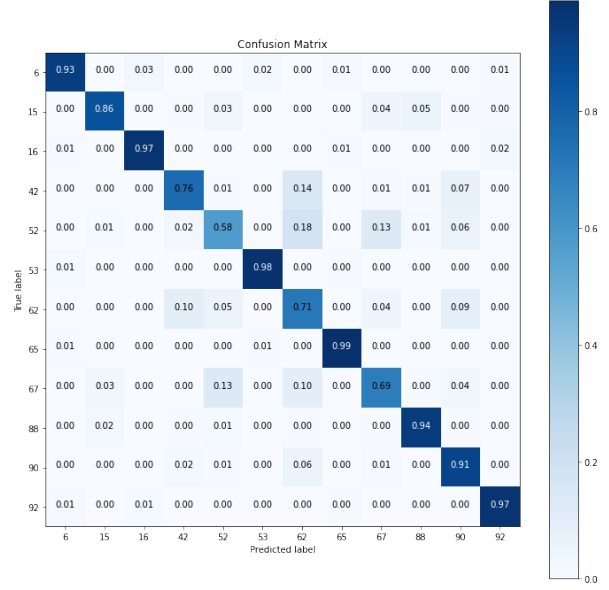 Confusion Matrix
6 0.93 0.00 0.03 0.00 0.00 0.02 0.00 0.01 0.00 0.00 0.00 0.01
15 0.00 0.86 0.00 0.00 0.03 0.00 0.00 0.00 0.04 0.05 0.00 0.00
16 0.01 0.00 0.97 0.00 0.00 0.00 0.00 0.01 0.00 0.00 0.00 0.02
42 0.00 0.00 0.00 0.76 0.01 0.00 0.14 0.00 0.01 0.01 0.07 0.00
52 0.00 0.01 0.00 0.02 0.58 0.00 0.18 0.00 0.13 0.01 0.06 0.00
53 0.01 0.00 0.00 0.00 0.00 0.98 0.00 0.00 0.00 0.00 0.00 0.00
62 0.00 0.00 0.00 0.10 0.05 0.00 0.71 0.00 0.04 0.00 0.09 0.00
65 0.01 0.00 0.00 0.00 0.00 0.01 0.00 0.99 0.00 0.00 0.00 0.00
67 0.00 0.03 0.00 0.00 0.13 0.00 0.10 0.00 0.69 0.00 0.04 0.00
88 0.00 0.02 0.00 0.00 0.01 0.00 0.00 0.00 0.00 0.94 0.00 0.00
90 0.00 0.00 0.00 0.02 0.01 0.00 0.06 0.00 0.01 0.00 0.91 0.00
92 0.01 0.00 0.01 0.00 0.00 0.00 0.00 0.00 0.00 0.00 0.00 0.97
6 15 16 42 52 53 62 65 67 88 90 92
Predicted label
True label
0.8
0.6
0.4
0.2
0.0